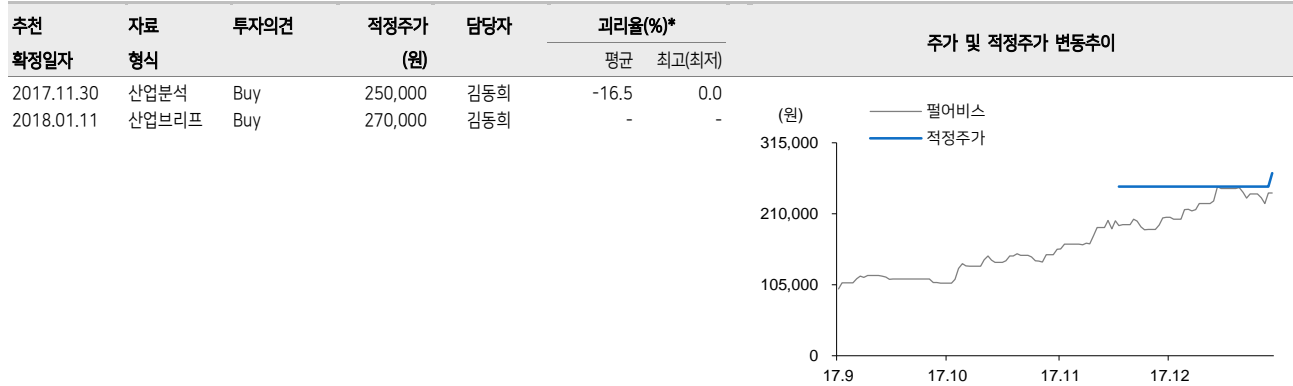 추천 자료 투자의견 적정주가 담당자 괴리율(%)* 주가 및 적정주가 변동추이
확정일자 형식 (원) 평균 최고(최저)
2017.11.30 산업분석 Buy 250,000 김동희 -16.5 0.0
2018.01.11 산업브리프 Buy 270,000 김동희 - -
(원)
펄어비스
적정주가
315,000
210,000
105,000
0
17.9 17.10 17.11 17.12